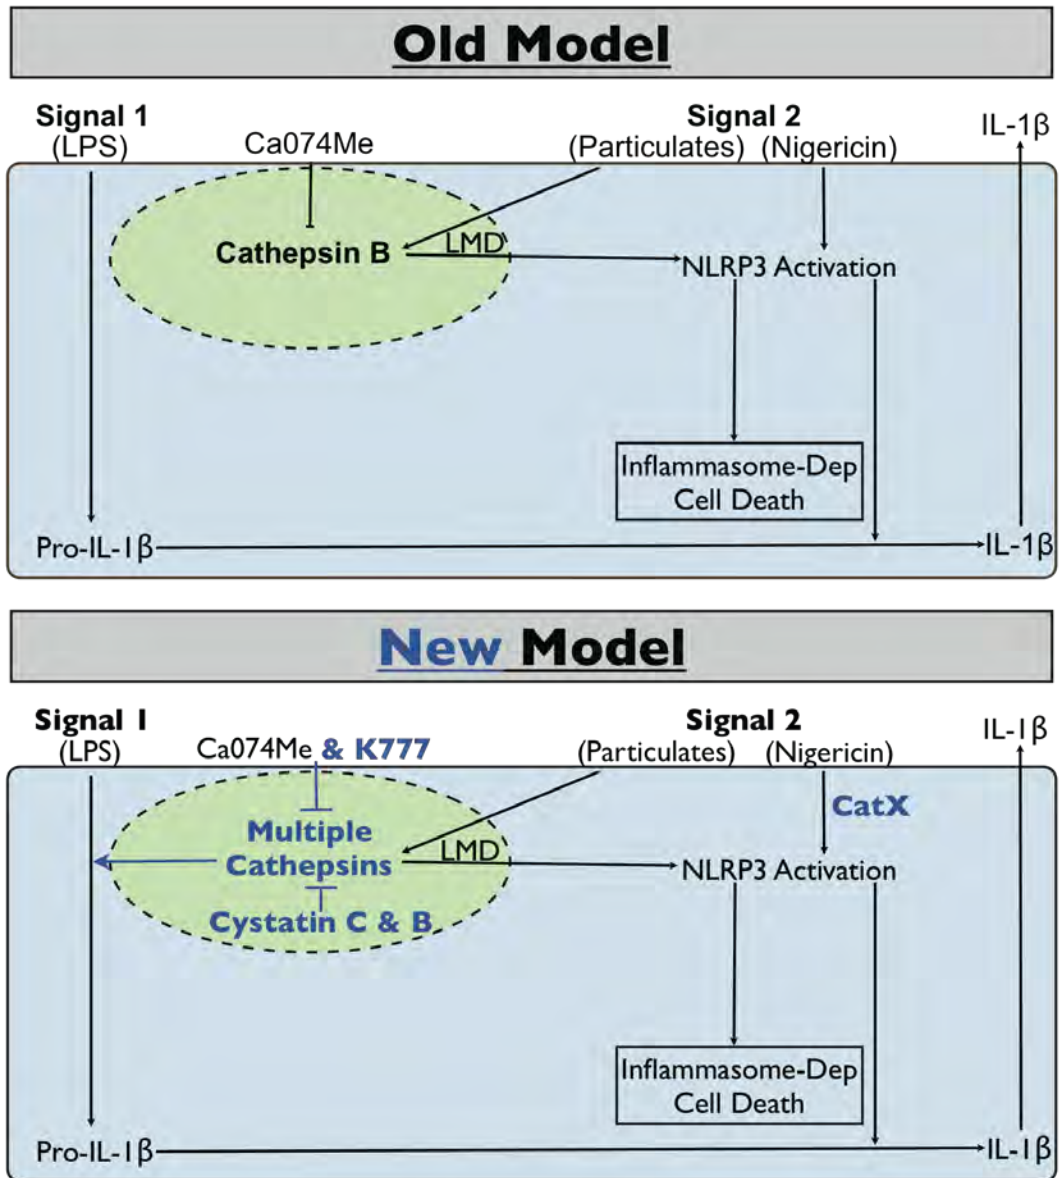 Old Model
Signal 1
(LPS)
Ca074Me
Signal 2
(Particulates) (Nigericin)
IL-1β
Cathepsin B
LMD
NLRP3 Activation
Inflammasome-Dep
Cell Death
Pro-IL-1β
IL-1β
New Model
Signal 1
(LPS)
Ca074Me & K777
Signal 2
(Particulates) (Nigericin)
IL-1β
CatX
Multiple
Cathepsins
LMD
NLRP3 Activation
Cystatin C & B
Inflammasome-Dep
Cell Death
Pro-IL-1β
IL-1β